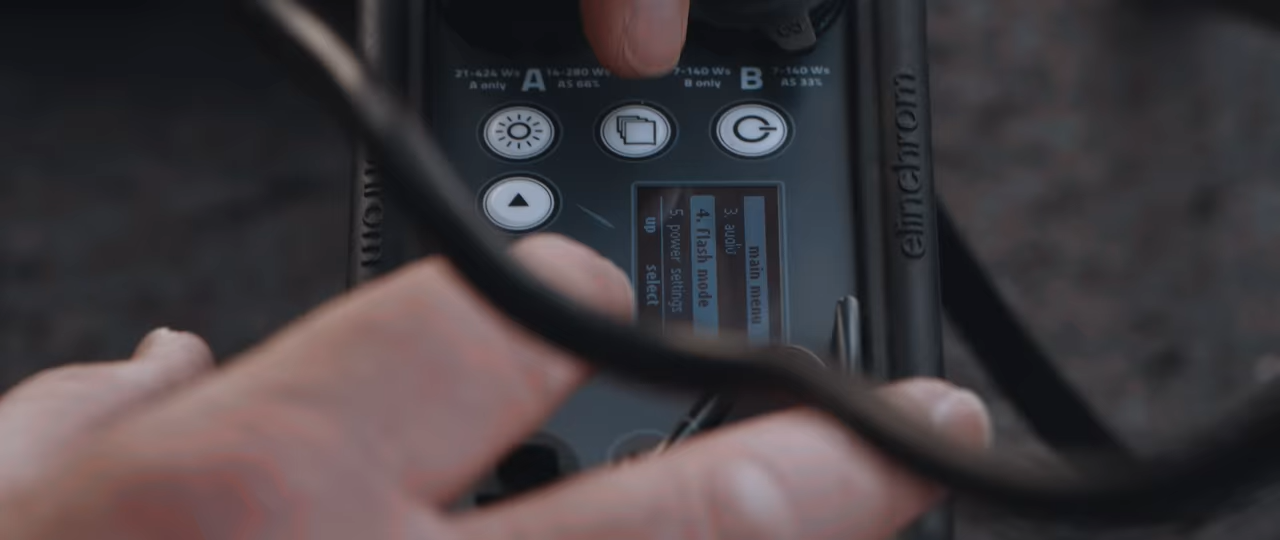 21-424 Ws
A only
A
14-280 Ws
AS 66%
7-140 Ws
B only
B
7-140 Ws
AS 33%
main menu
3. audio
4. flash mode
5. power settings
up select
elinchrom